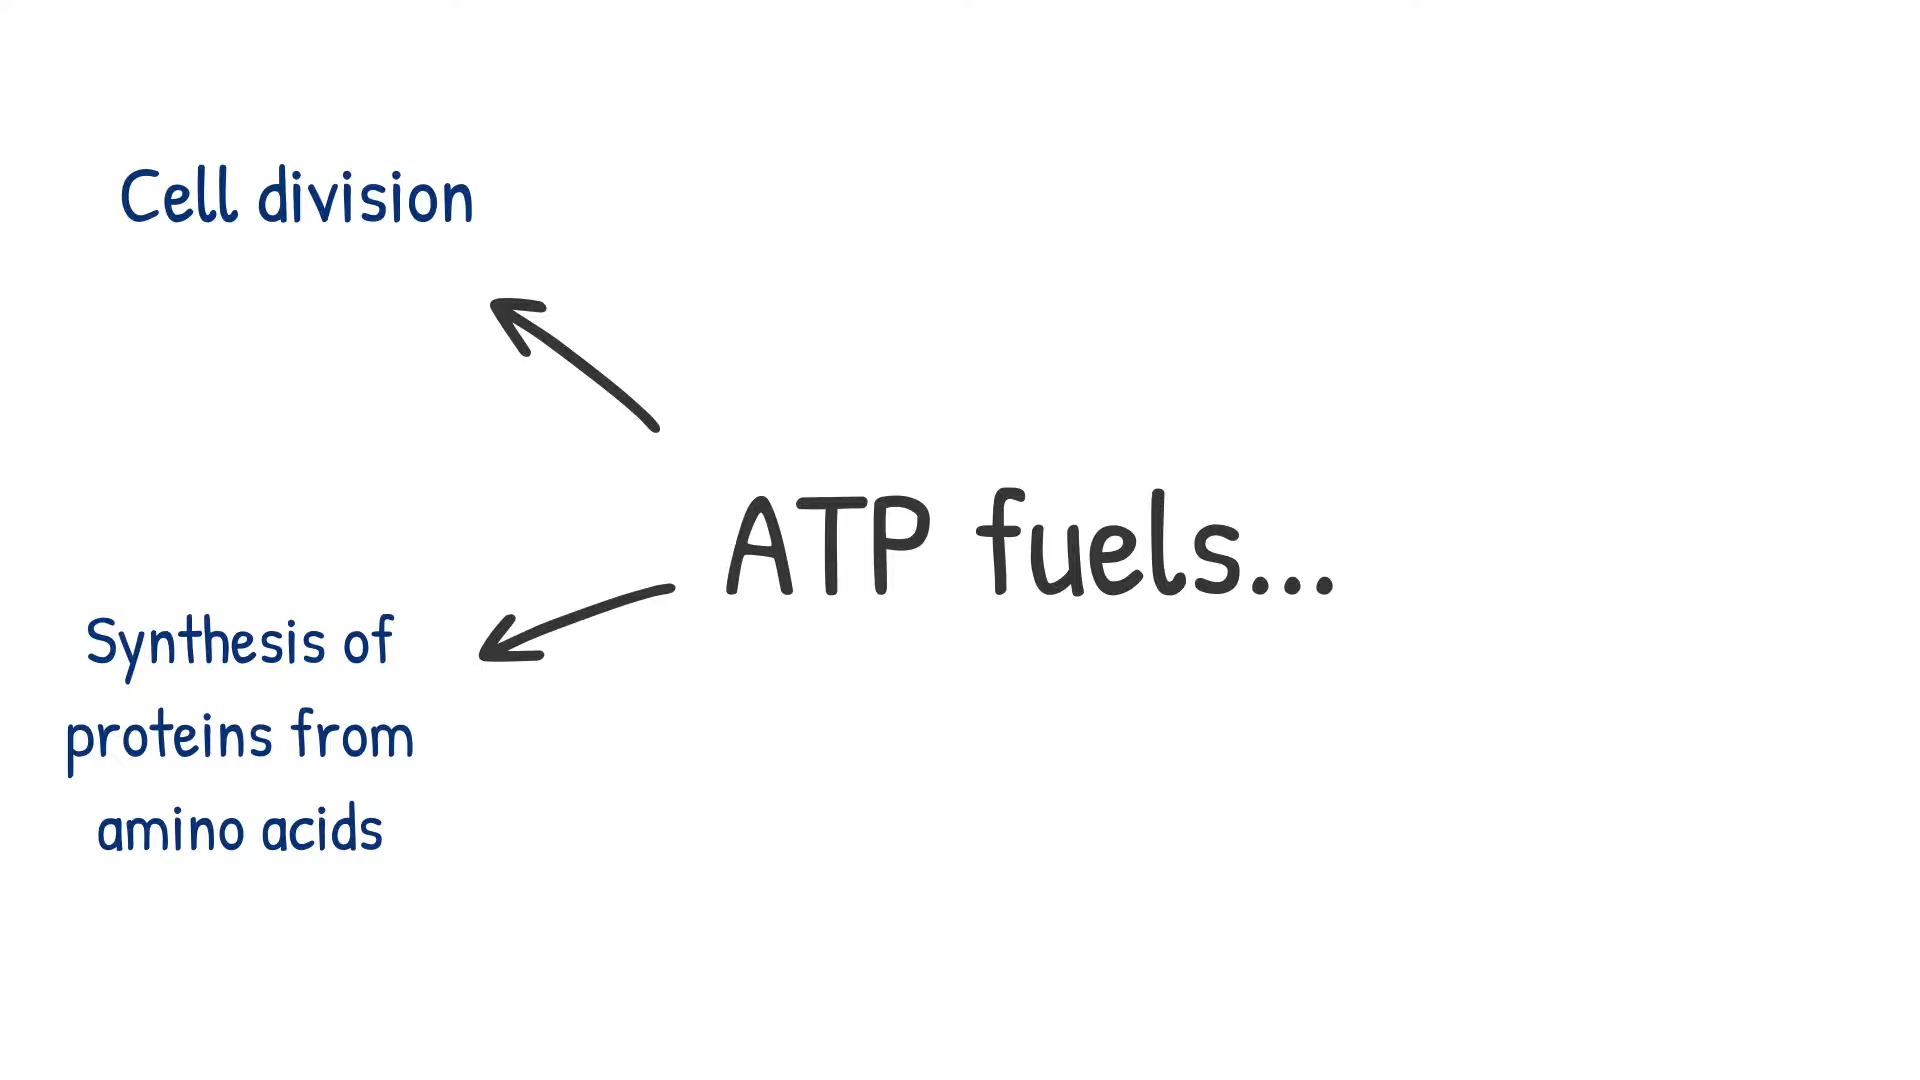 Cell division
ATP fuels...
Synthesis of
proteins from
amino acids